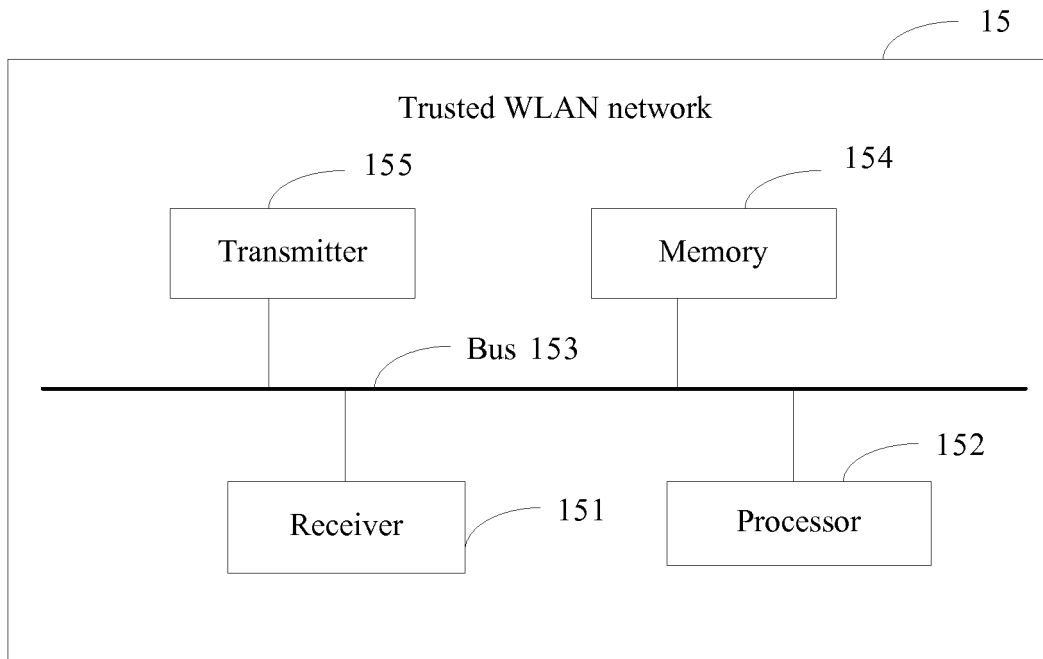 15
Trusted WLAN network
155
154
Transmitter
Memory
Bus 153
152
Receiver
151
Processor